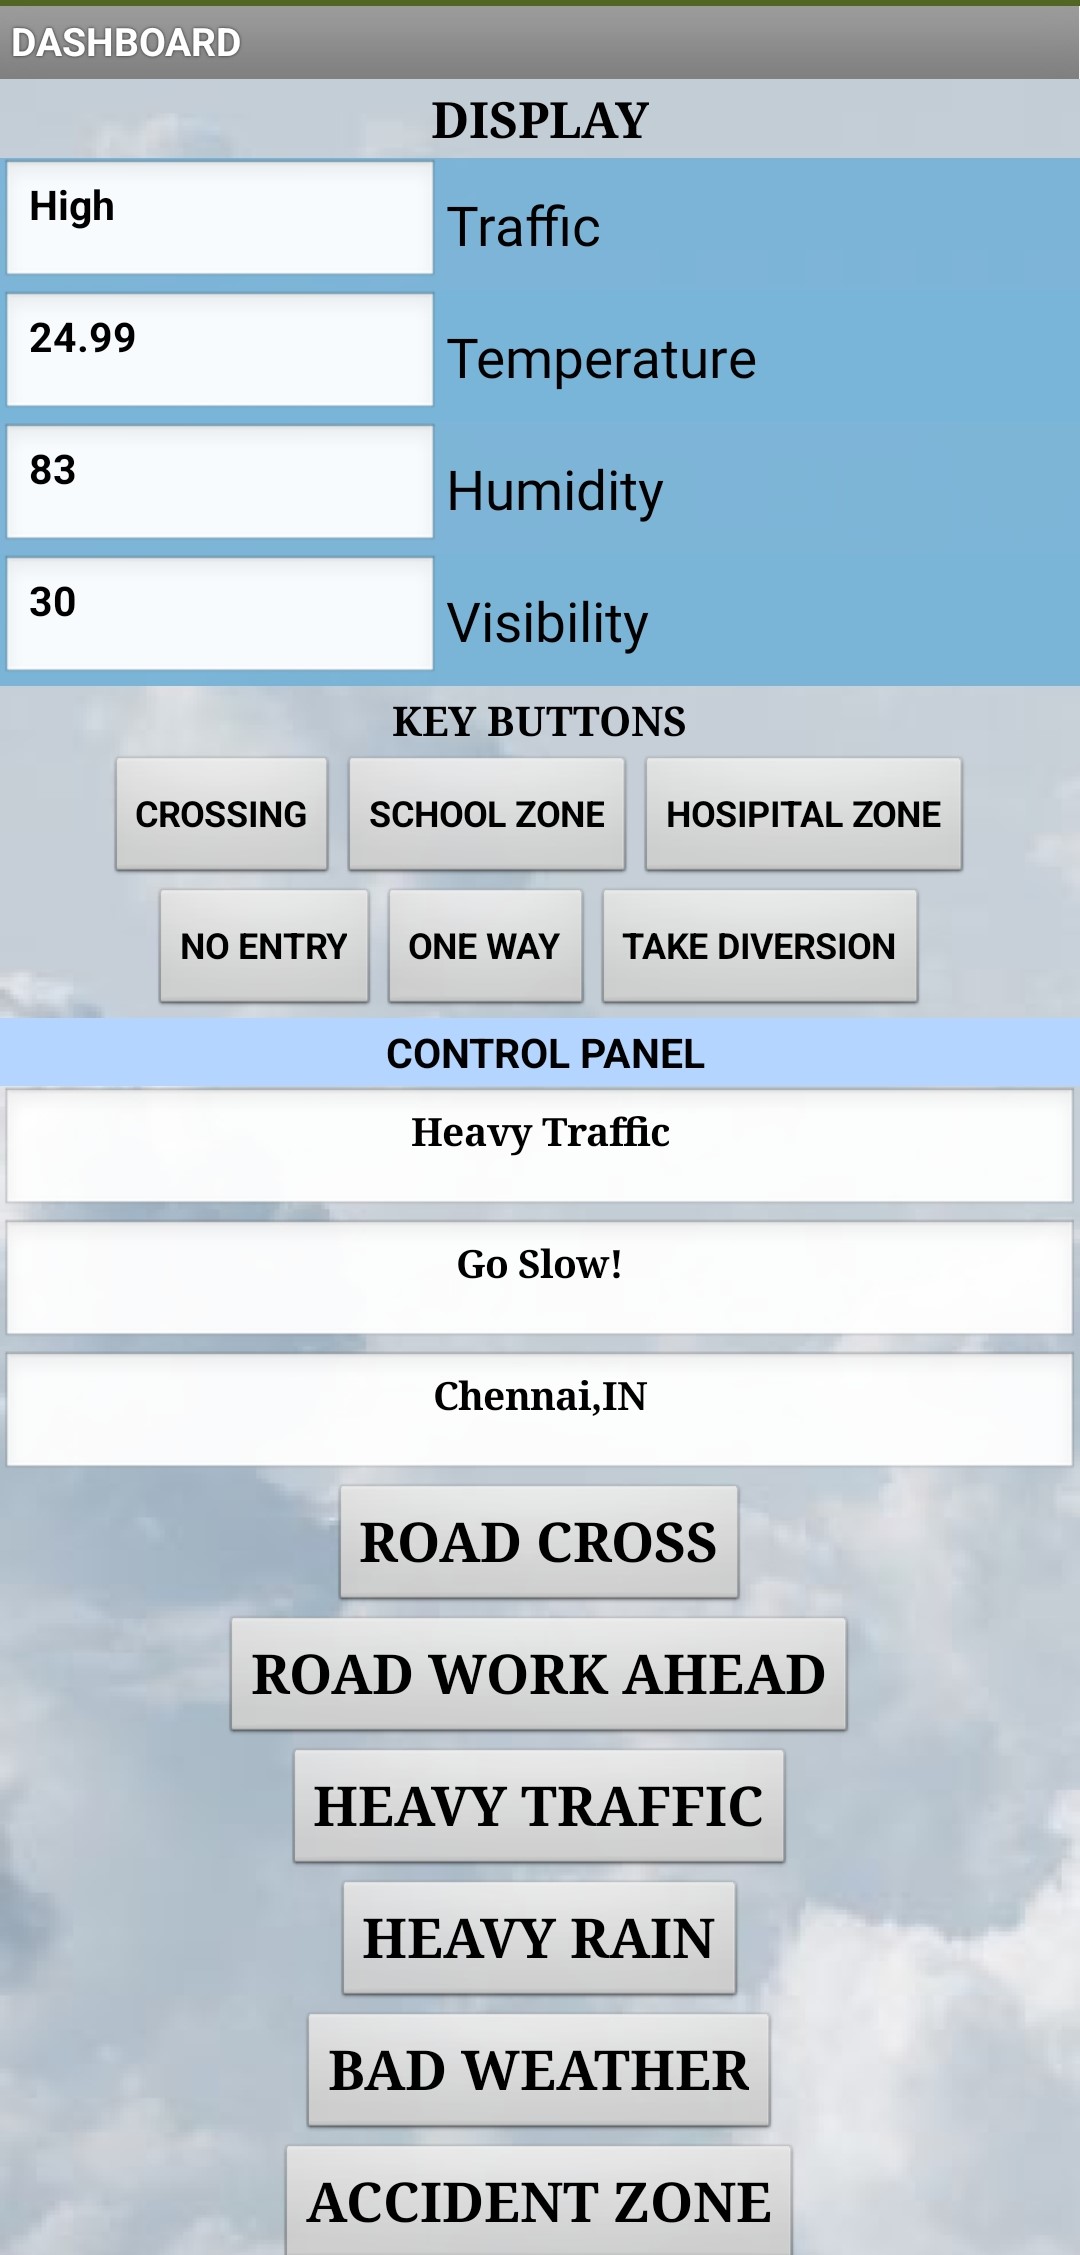 DASHBOARD
DISPLAY
High Traffic
24.99 Temperature
83 Humidity
30 Visibility
KEY BUTTONS
CROSSING SCHOOL ZONE HOSIPITAL ZONE
NO ENTRY ONE WAY TAKE DIVERSION
CONTROL PANEL
Heavy Traffic
Go Slow!
Chennai,IN
ROAD CROSS
ROAD WORK AHEAD
HEAVY TRAFFIC
HEAVY RAIN
BAD WEATHER
ACCIDENT ZONE